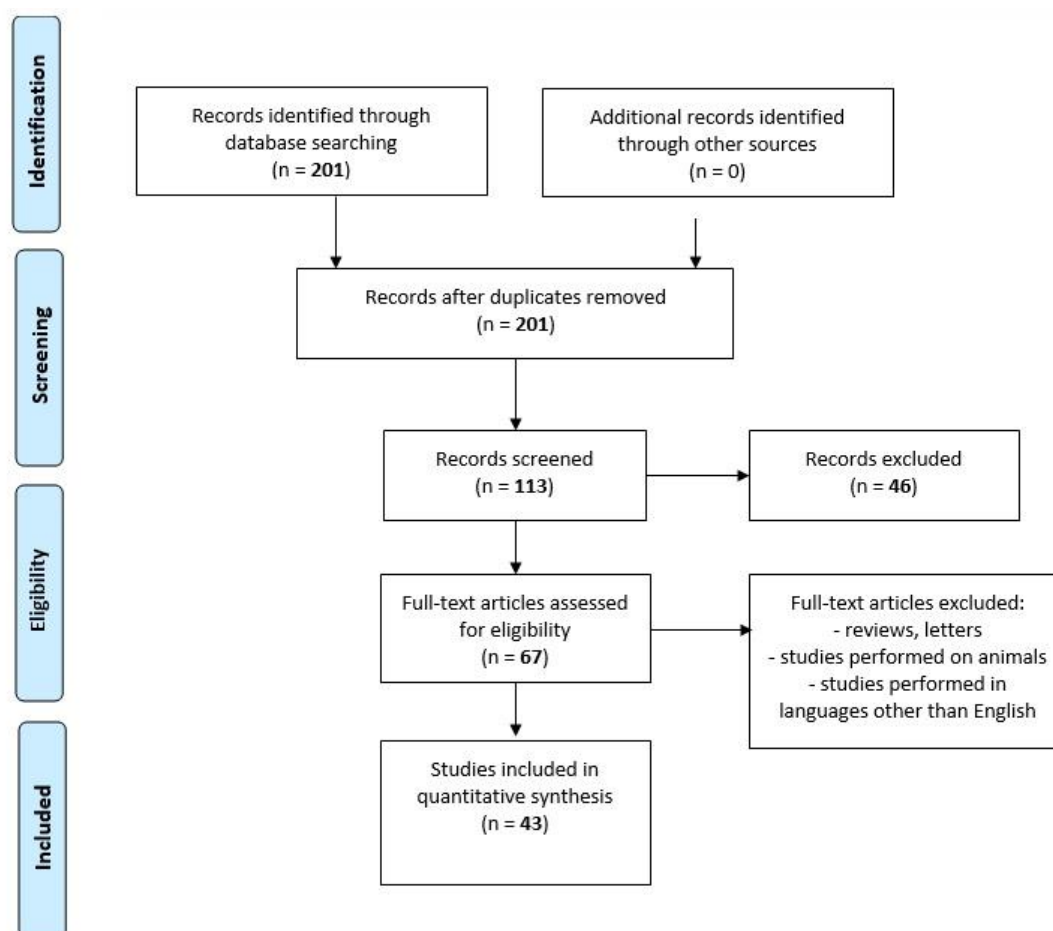 Identification
Records identified through
database searching
(n = 201)
Additional records identified
through other sources
(n = 0)
Screening
Records after duplicates removed
(n = 201)
Records screened
(n = 113)
Records excluded
(n = 46)
Eligibility
Full-text articles assessed
for eligibility
(n = 67)
Full-text articles excluded:
- reviews, letters
- studies performed on animals
- studies performed in
languages other than English
Included
Studies included in
quantitative synthesis
(n = 43)